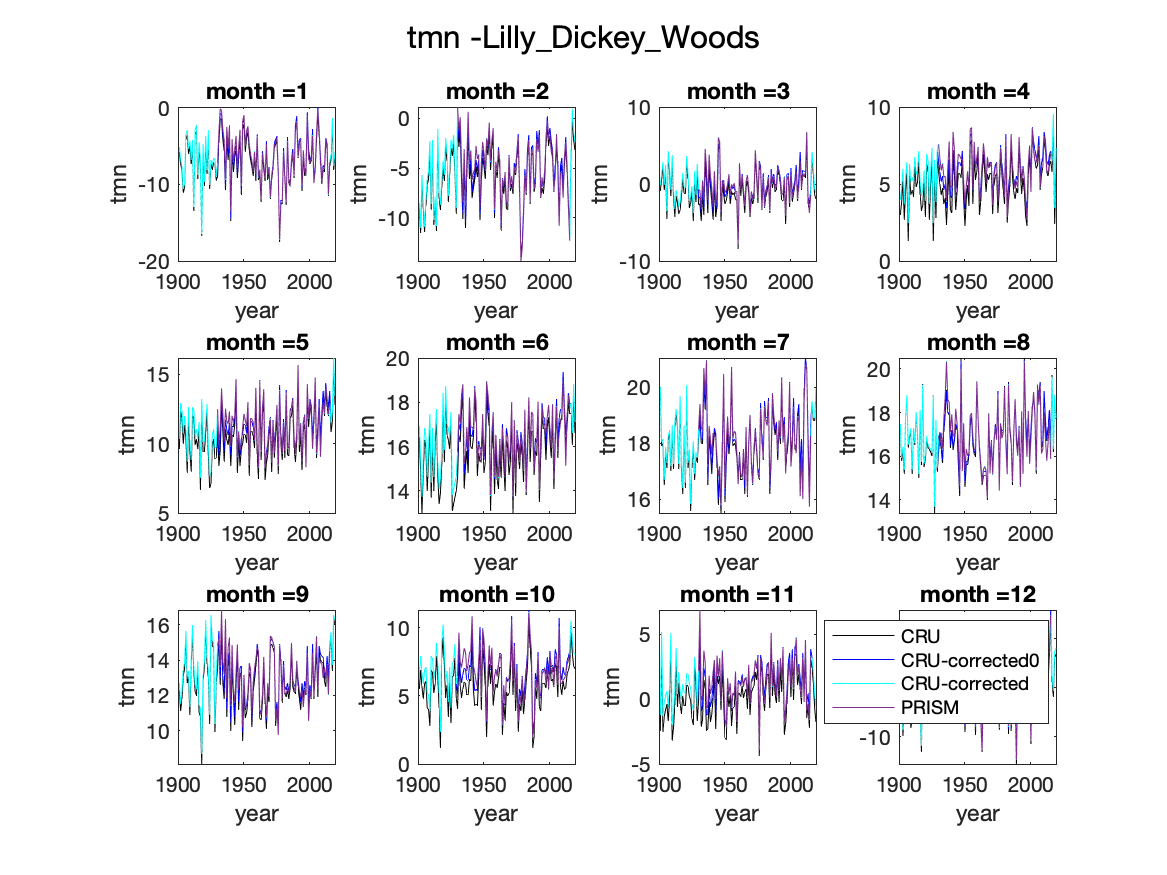 tmn -Lilly_Dickey_Woods
month =1
month =2
month =3
month =4
0
-10
-20
tmn
1900 1950 2000
year
0
-5
-10
tmn
1900 1950 2000
year
10
0
-10
tmn
1900 1950 2000
year
10
5
0
tmn
1900 1950 2000
year
month =5
month =6
month =7
month =8
15
10
5
tmn
1900 1950 2000
year
20
18
16
14
tmn
1900 1950 2000
year
20
18
16
tmn
1900 1950 2000
year
20
18
16
14
tmn
1900 1950 2000
year
month =9
month =10
month =11
month =12
16
14
12
10
tmn
1900 1950 2000
year
10
5
0
tmn
1900 1950 2000
year
5
0
-5
tmn
1900 1950 2000
year
CRU
CRU-corrected0
CRU-corrected
PRISM
-10
1900 1950 2000
year